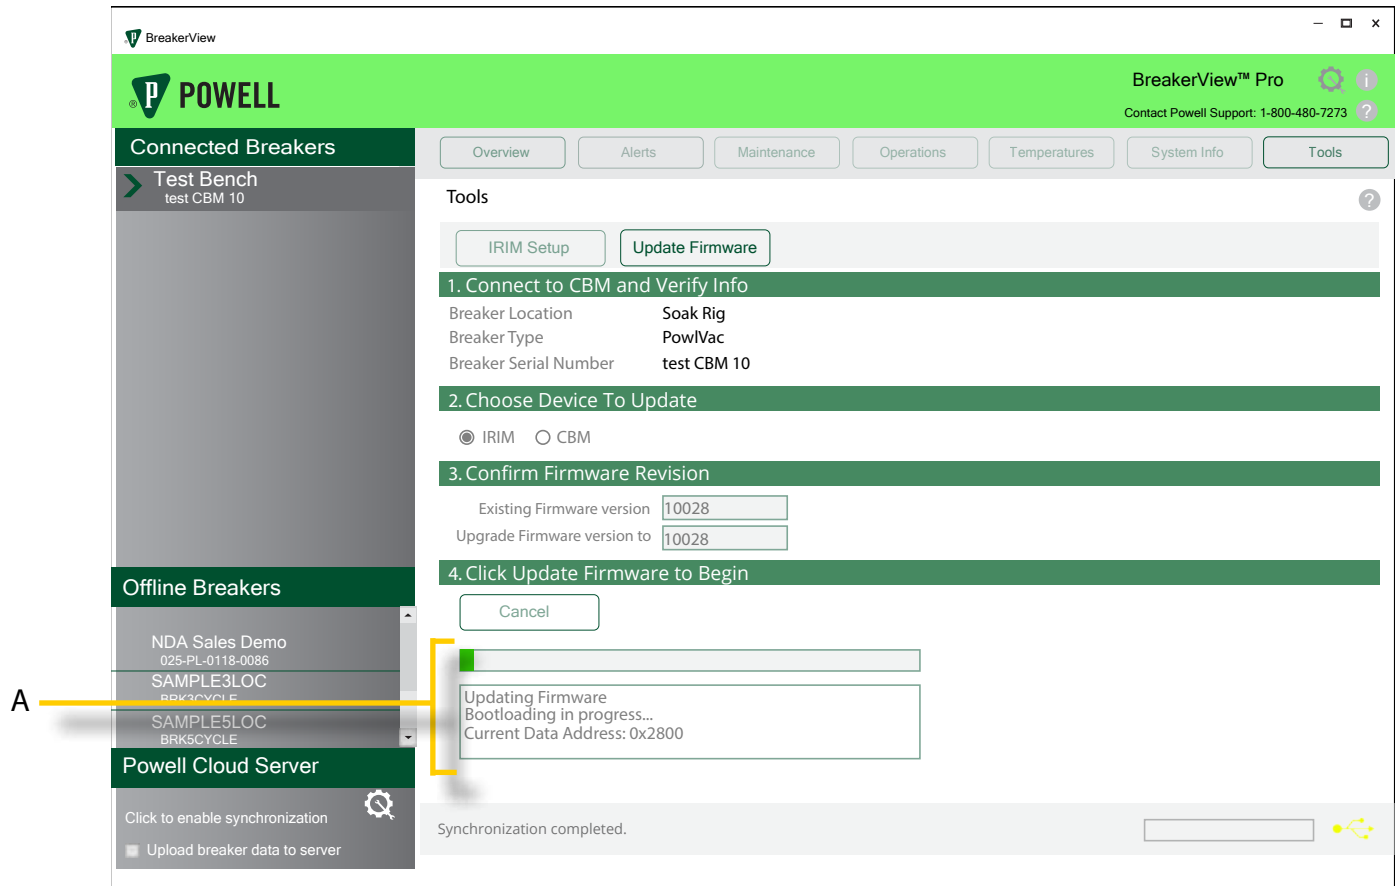 BreakerView
POWELL
BreakerView™ Pro
Contact Powell Support: 1-800-480-7273
Connected Breakers
Overview
Alerts
Maintenance
Operations
Temperatures
System Info
Tools
Test Bench
test CBM 10
Tools
IRIM Setup
Update Firmware
1. Connect to CBM and Verify Info
Breaker Location Soak Rig
Breaker Type PowlVac
Breaker Serial Number test CBM 10
2. Choose Device To Update
IRIM CBM
3. Confirm Firmware Revision
Existing Firmware version 10028
Upgrade Firmware version to 10028
4. Click Update Firmware to Begin
Cancel
Offline Breakers
NDA Sales Demo
025-PL-0118-0086
SAMPLE3LOC
BRK3CYCLE
SAMPLE5LOC
BRK5CYCLE
A
Updating Firmware
Bootloading in progress...
Current Data Address: 0x2800
Powell Cloud Server
Click to enable synchronization
Upload breaker data to server
Synchronization completed.